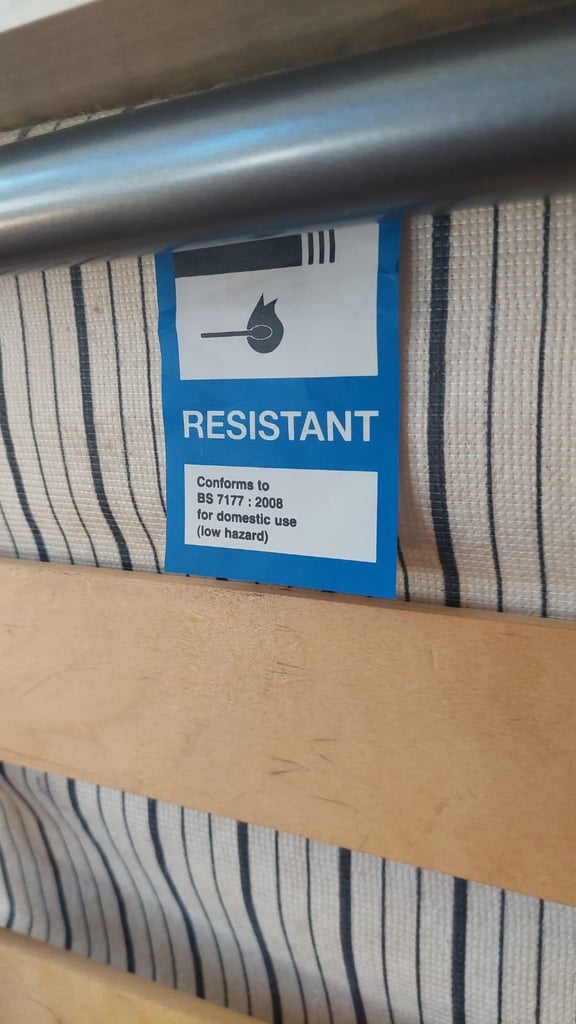 RESISTANT
Conforms to
BS 7177 : 2008
for domestic use
(low hazard)